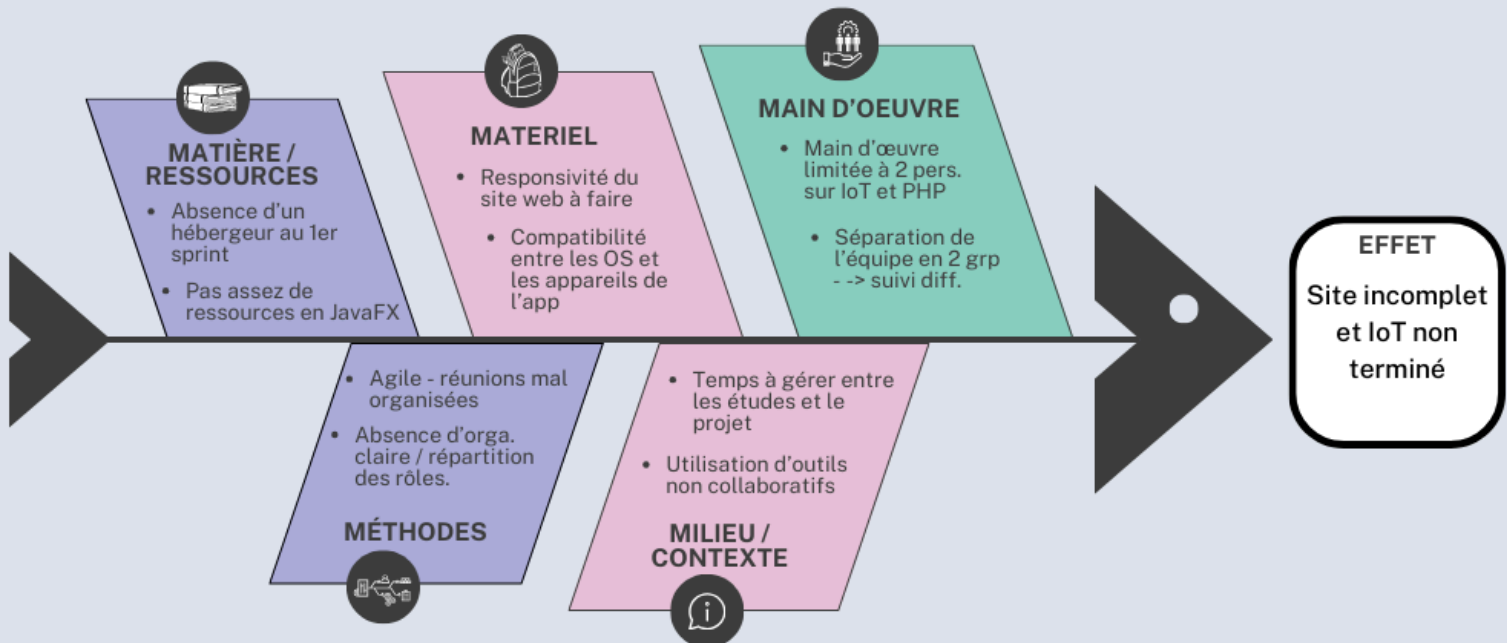 MATIÈRE /
RESSOURCES
• Absence d'un
hébergeur au 1er
sprint
• Pas assez de
ressources en JavaFX
MATERIEL
• Responsivité du
site web à faire
• Compatibilité
entre les OS et
les appareils de
l'app
MAIN D'OEUVRE
• Main d'œuvre
limitée à 2 pers.
sur IoT et PHP
• Séparation de
l'équipe en 2 grp
- -> suivi diff.
• Agile - réunions mal
organisées
• Absence d'orga.
claire / répartition
des rôles.
MÉTHODES
• Temps à gérer entre
les études et le
projet
• Utilisation d'outils
non collaboratifs
MILIEU /
CONTEXTE
EFFET
Site incomplet
et IoT non
terminé